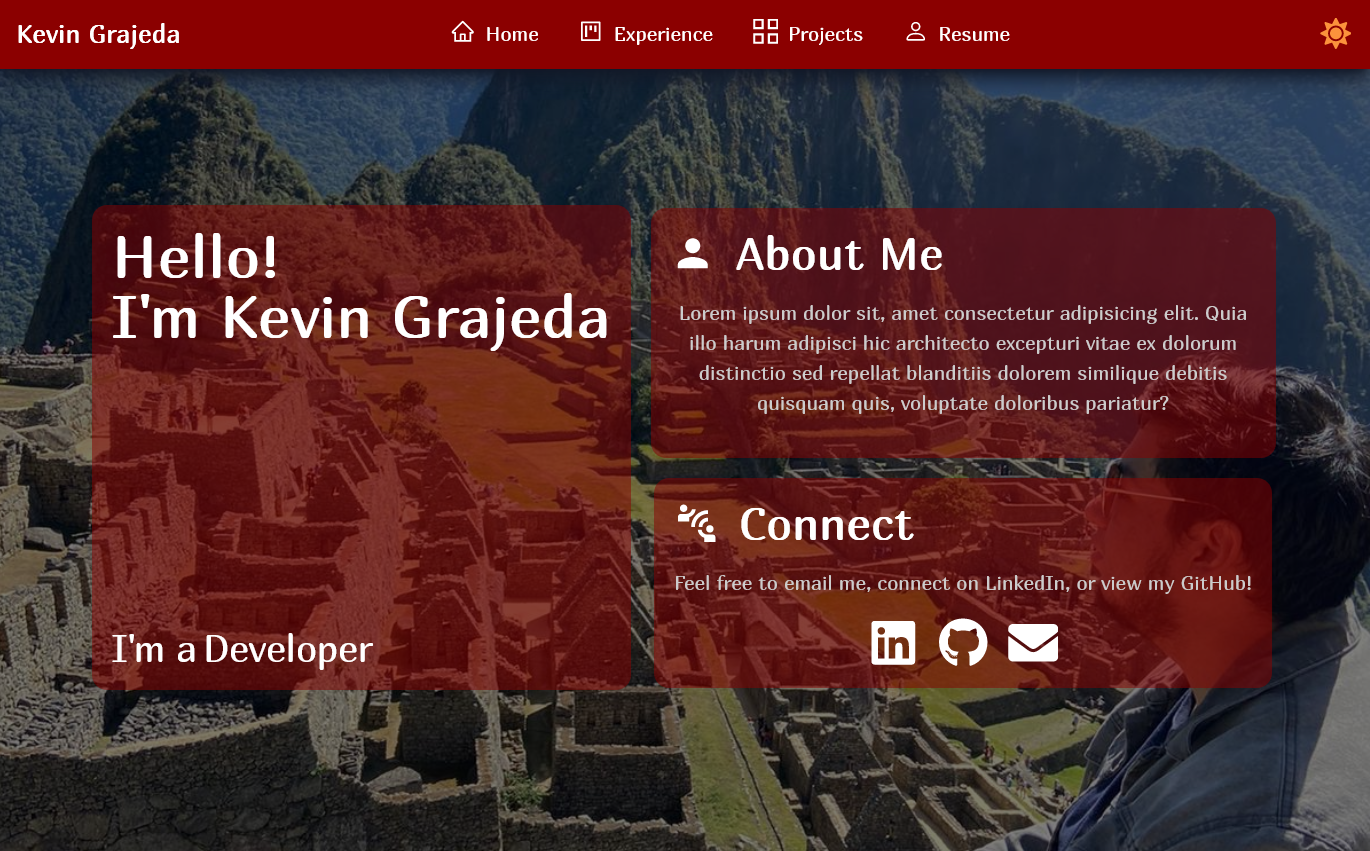 Kevin Grajeda
Home
Experience
Projects
Resume
Hello!
I'm Kevin Grajeda
I'm a Developer
About Me
Lorem ipsum dolor sit, amet consectetur adipisicing elit. Quia
illo harum adipisci hic architecto excepturi vitae ex dolorum
distinctio sed repellat blanditiis dolorem similique debitis
quisquam quis, voluptate doloribus pariatur?
Connect
Feel free to email me, connect on LinkedIn, or view my GitHub!
in